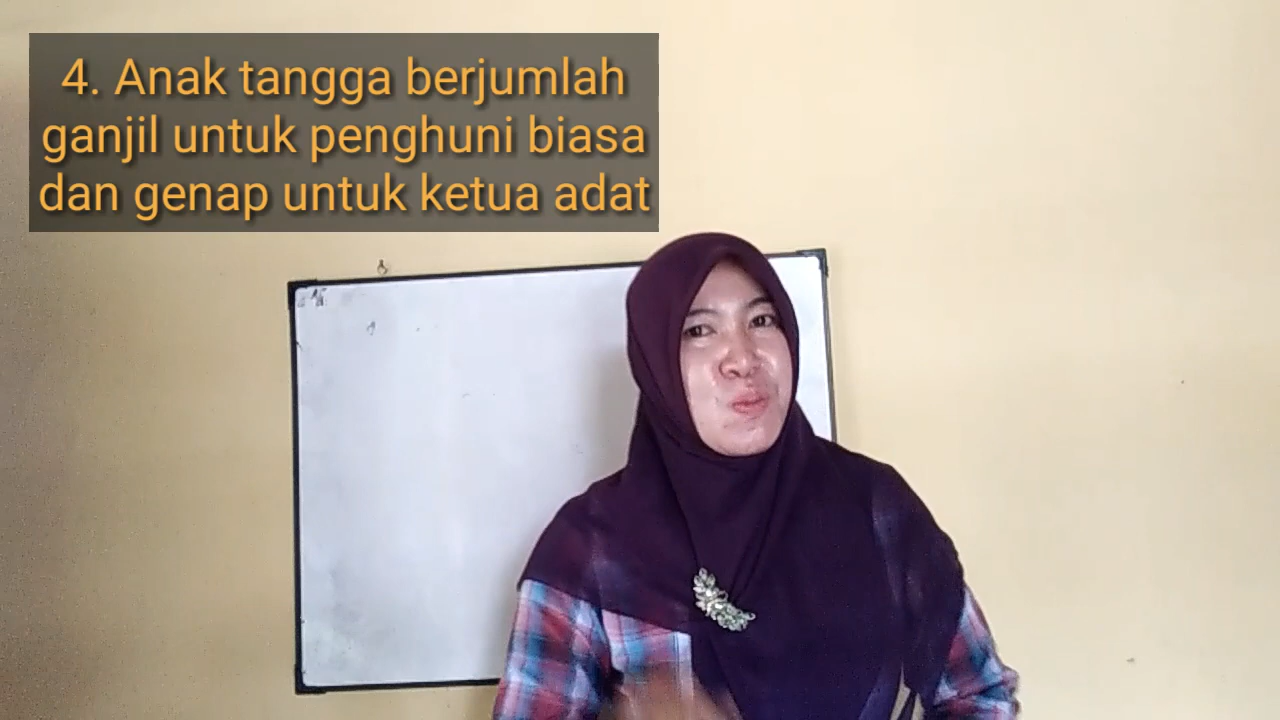 4. Anak tangga berjumlah
ganjil untuk penghuni biasa
dan genap untuk ketua adat